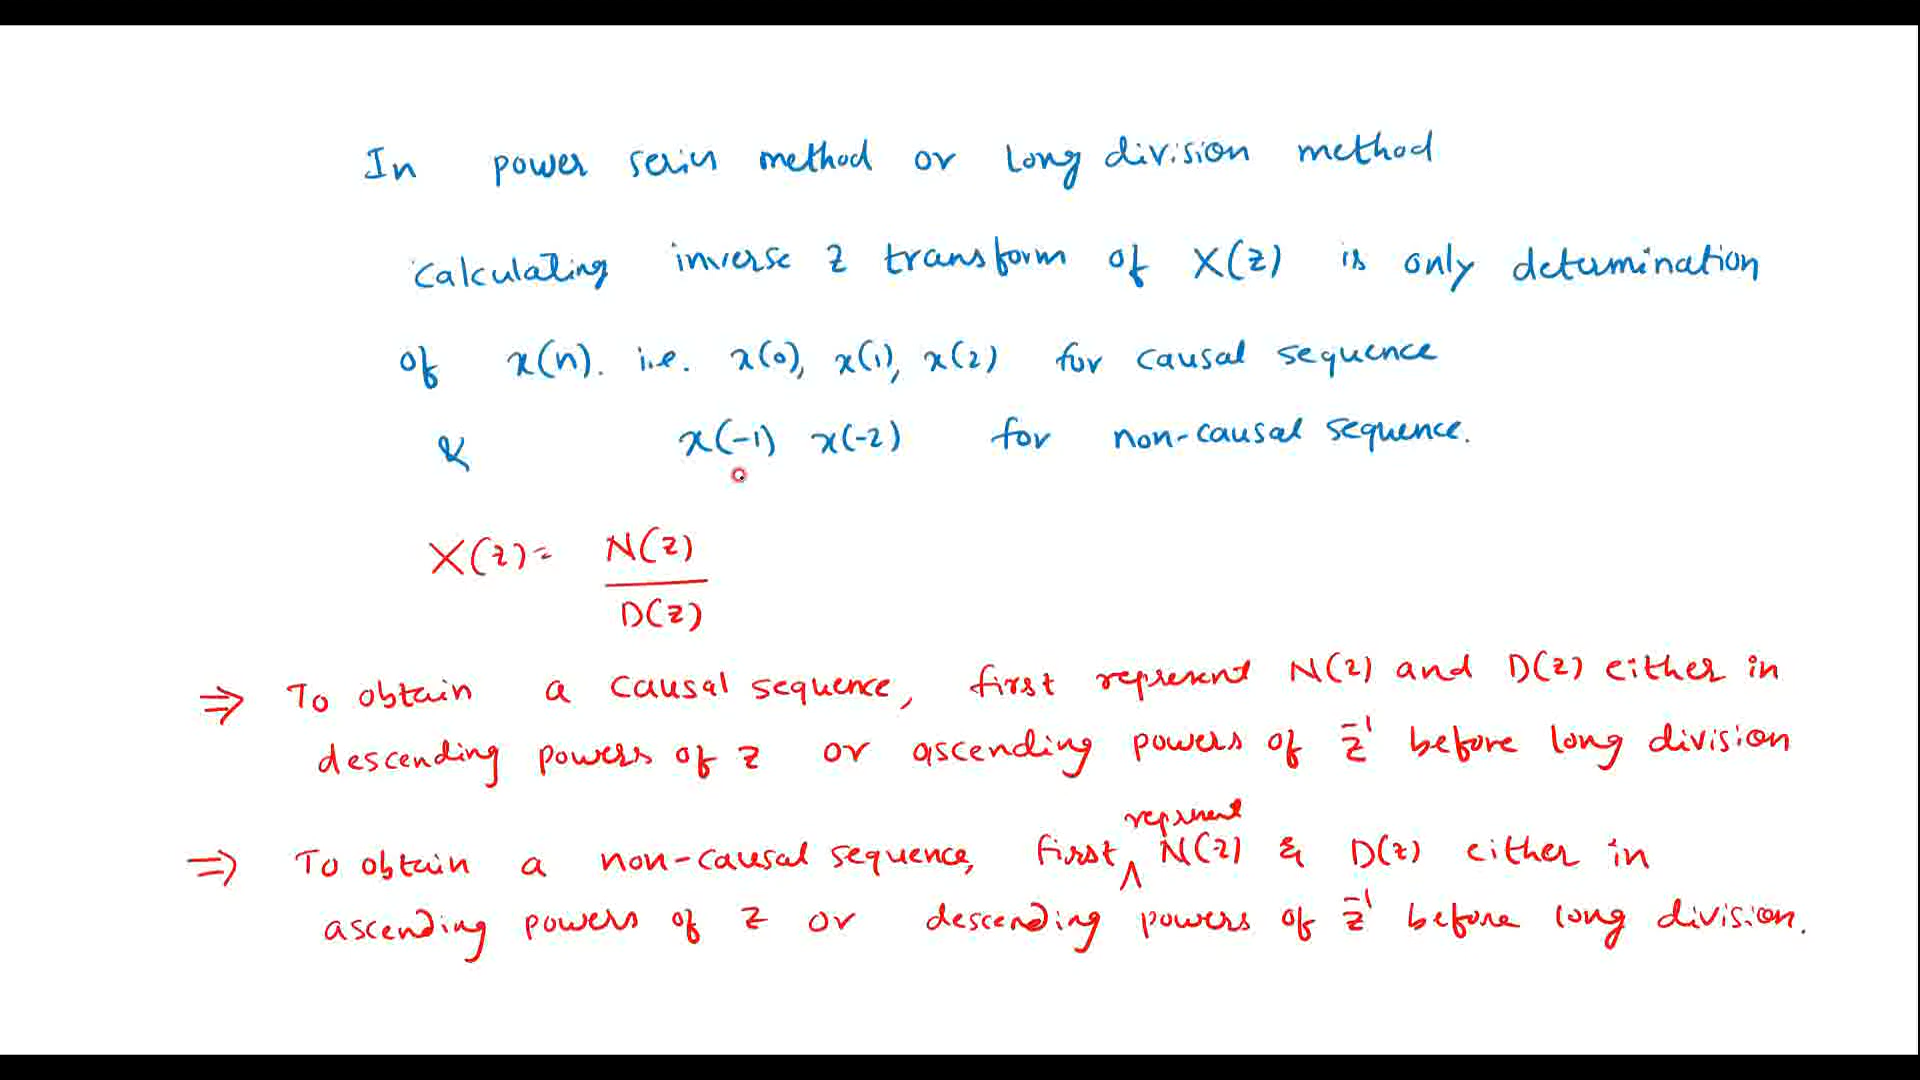 In power series method or long division method
calculating inverse z transform of X(z) is only determination
of x(n). i.e. x(0), x(1), x(2) for causal sequence
& x(-1) x(-2) for non-causal sequence.
X(z)= N(z)
D(z)
⇒ To obtain a causal sequence, first represent N(z) and D(z) either in
descending powers of z or ascending powers of z⁻¹ before long division
represent
⇒ To obtain a non-causal sequence, first ∧ N(z) & D(z) either in
ascending powers of z or descending powers of z⁻¹ before long division.